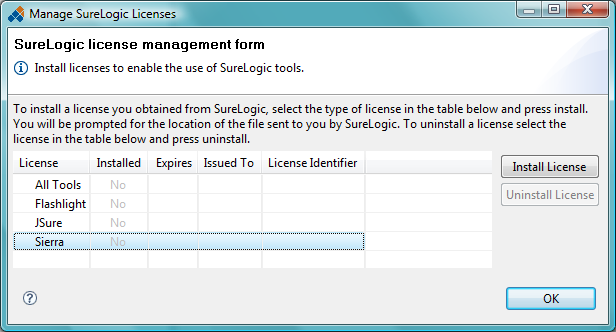 Manage SureLogic Licenses
SureLogic license management form
Install licenses to enable the use of SureLogic tools.
To install a license you obtained from SureLogic, select the type of license in the table below and press install.
You will be prompted for the location of the file sent to you by SureLogic. To uninstall a license select the
license in the table below and press uninstall.
License Installed Expires Issued To License Identifier
All Tools No
Flashlight No
JSure No
Sierra No
Install License
Uninstall License
?
OK